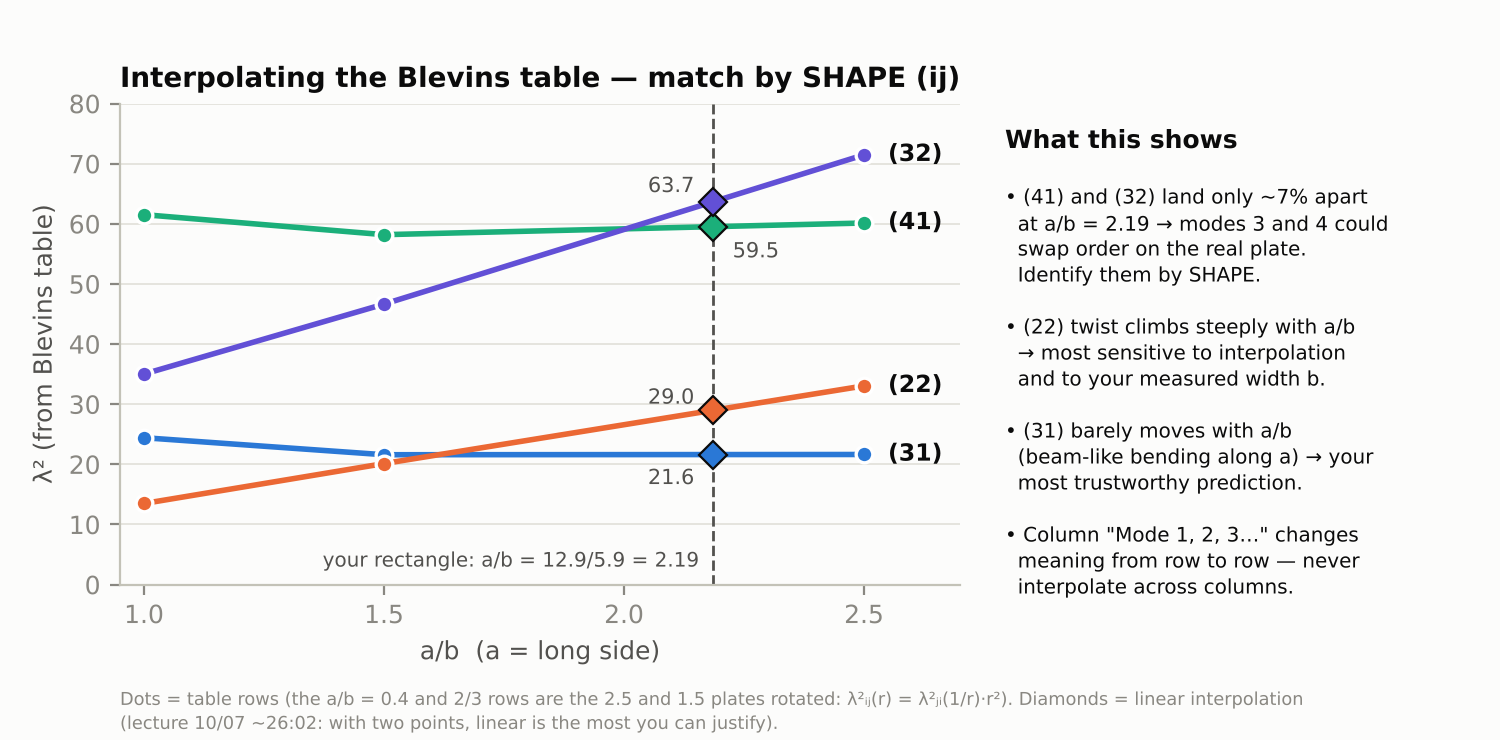 Interpolating the Blevins table — match by SHAPE (ij)
λ² (from Blevins table)
80
70
60
50
40
30
20
10
0
1.0
1.5
2.0
2.5
a/b  (a = long side)
(32)
(41)
(22)
(31)
63.7
59.5
29.0
21.6
your rectangle: a/b = 12.9/5.9 = 2.19
What this shows
• (41) and (32) land only ~7% apart
at a/b = 2.19 → modes 3 and 4 could
swap order on the real plate.
Identify them by SHAPE.
• (22) twist climbs steeply with a/b
→ most sensitive to interpolation
and to your measured width b.
• (31) barely moves with a/b
(beam-like bending along a) → your
most trustworthy prediction.
• Column "Mode 1, 2, 3…" changes
meaning from row to row — never
interpolate across columns.
Dots = table rows (the a/b = 0.4 and 2/3 rows are the 2.5 and 1.5 plates rotated: λ²ᵢⱼ(r) = λ²ⱼᵢ(1/r)·r²). Diamonds = linear interpolation
(lecture 10/07 ~26:02: with two points, linear is the most you can justify).